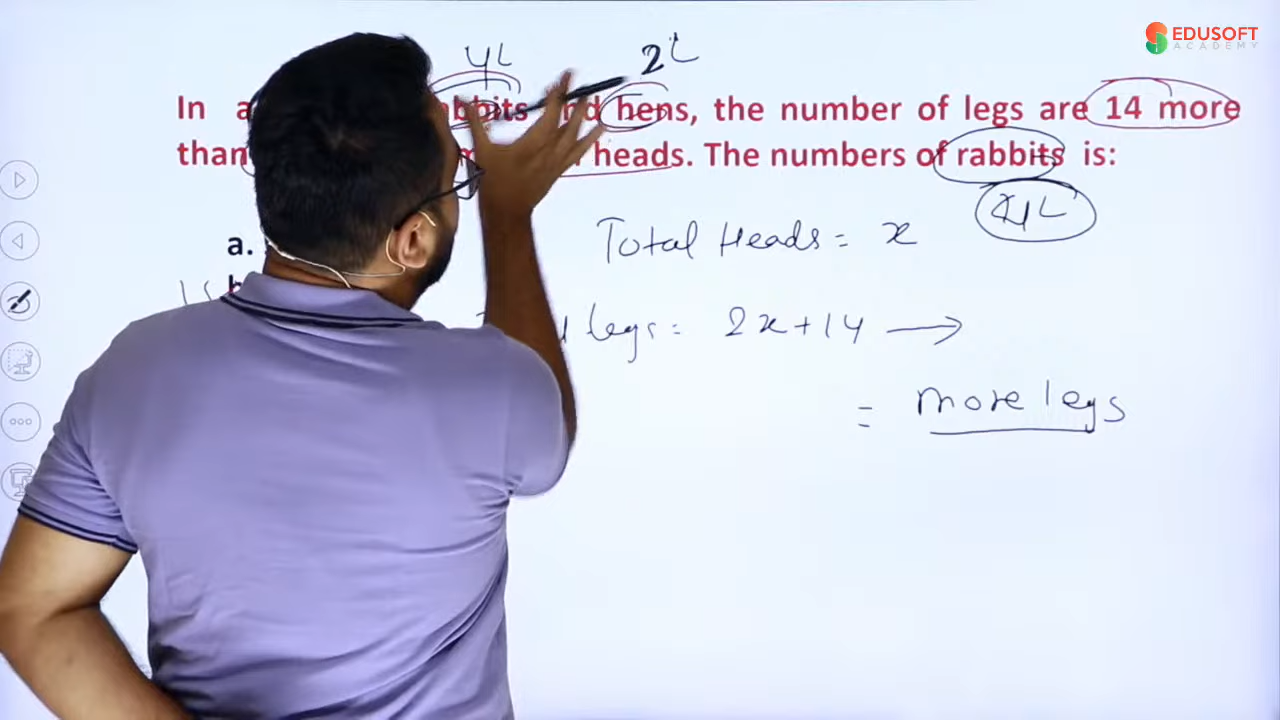 EDUSOFT
ACADEMY
4L
2L
In a bbits nd hens, the number of legs are 14 more
than heads. The numbers of rabbits is:
4L
Total Heads = x
a.
legs = 2x+14 →
= more legs